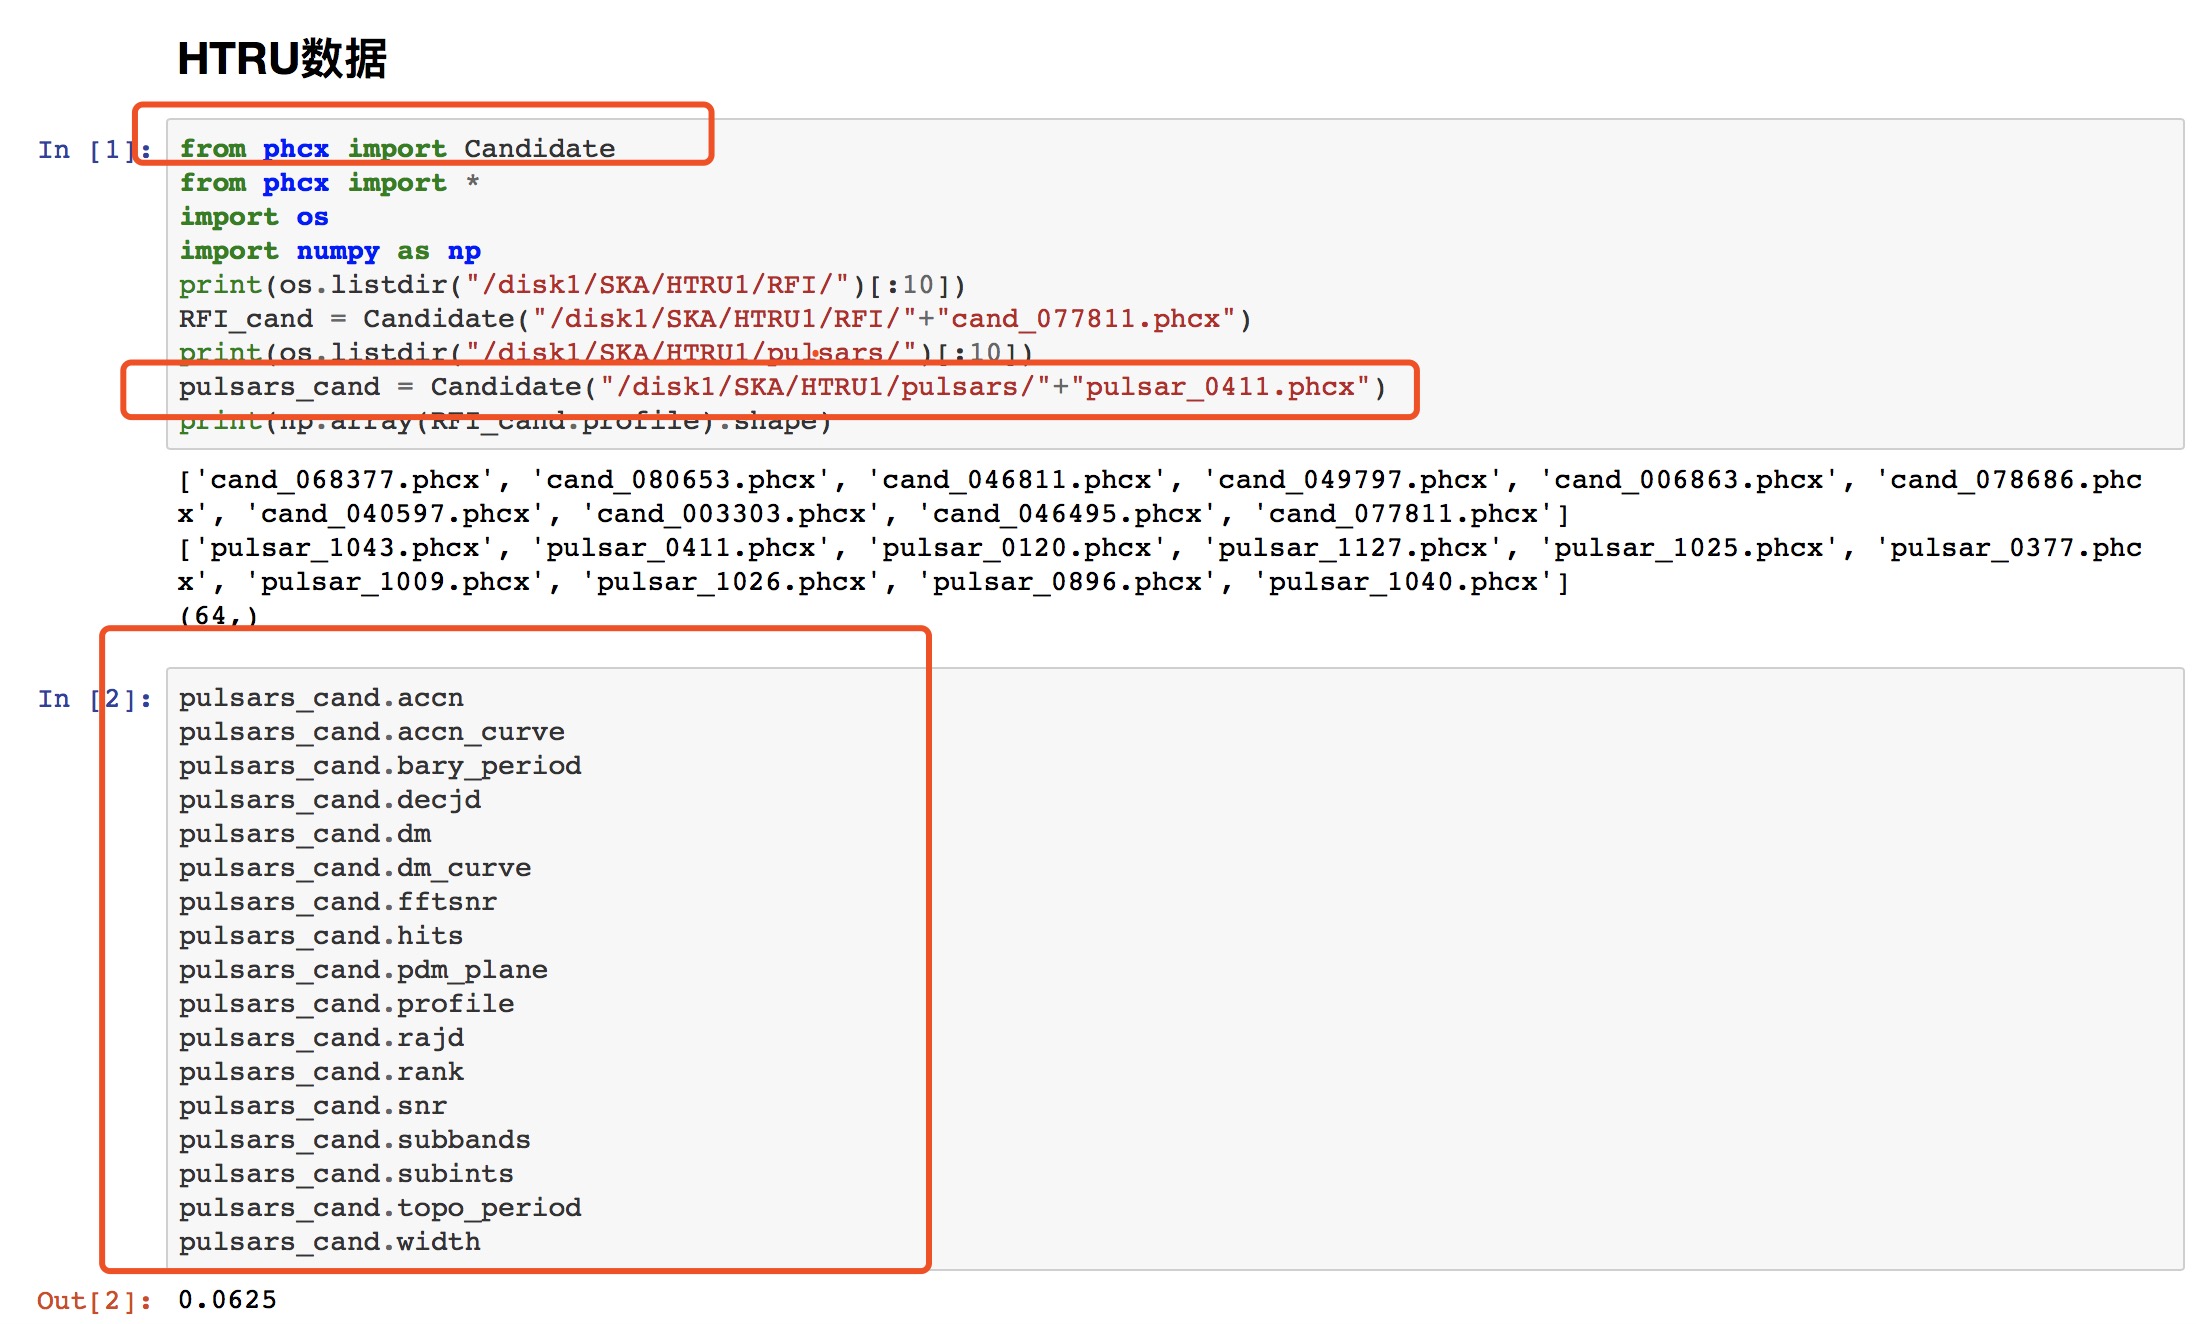 HTRU数据
In [1]:
from phcx import Candidate
from phcx import *
import os
import numpy as np
print(os.listdir("/disk1/SKA/HTRU1/RFI/")[:10])
RFI_cand = Candidate("/disk1/SKA/HTRU1/RFI/"+"cand_077811.phcx")
print(os.listdir("/disk1/SKA/HTRU1/pulsars/")[:10])
pulsars_cand = Candidate("/disk1/SKA/HTRU1/pulsars/"+"pulsar_0411.phcx")
print(np.array(RFI_cand.profile).shape)
['cand_068377.phcx', 'cand_080653.phcx', 'cand_046811.phcx', 'cand_049797.phcx', 'cand_006863.phcx', 'cand_078686.phc
x', 'cand_040597.phcx', 'cand_003303.phcx', 'cand_046495.phcx', 'cand_077811.phcx']
['pulsar_1043.phcx', 'pulsar_0411.phcx', 'pulsar_0120.phcx', 'pulsar_1127.phcx', 'pulsar_1025.phcx', 'pulsar_0377.phc
x', 'pulsar_1009.phcx', 'pulsar_1026.phcx', 'pulsar_0896.phcx', 'pulsar_1040.phcx']
(64,)
In [2]:
pulsars_cand.accn
pulsars_cand.accn_curve
pulsars_cand.bary_period
pulsars_cand.decjd
pulsars_cand.dm
pulsars_cand.dm_curve
pulsars_cand.fftsnr
pulsars_cand.hits
pulsars_cand.pdm_plane
pulsars_cand.profile
pulsars_cand.rajd
pulsars_cand.rank
pulsars_cand.snr
pulsars_cand.subbands
pulsars_cand.subints
pulsars_cand.topo_period
pulsars_cand.width
Out[2]: 0.0625